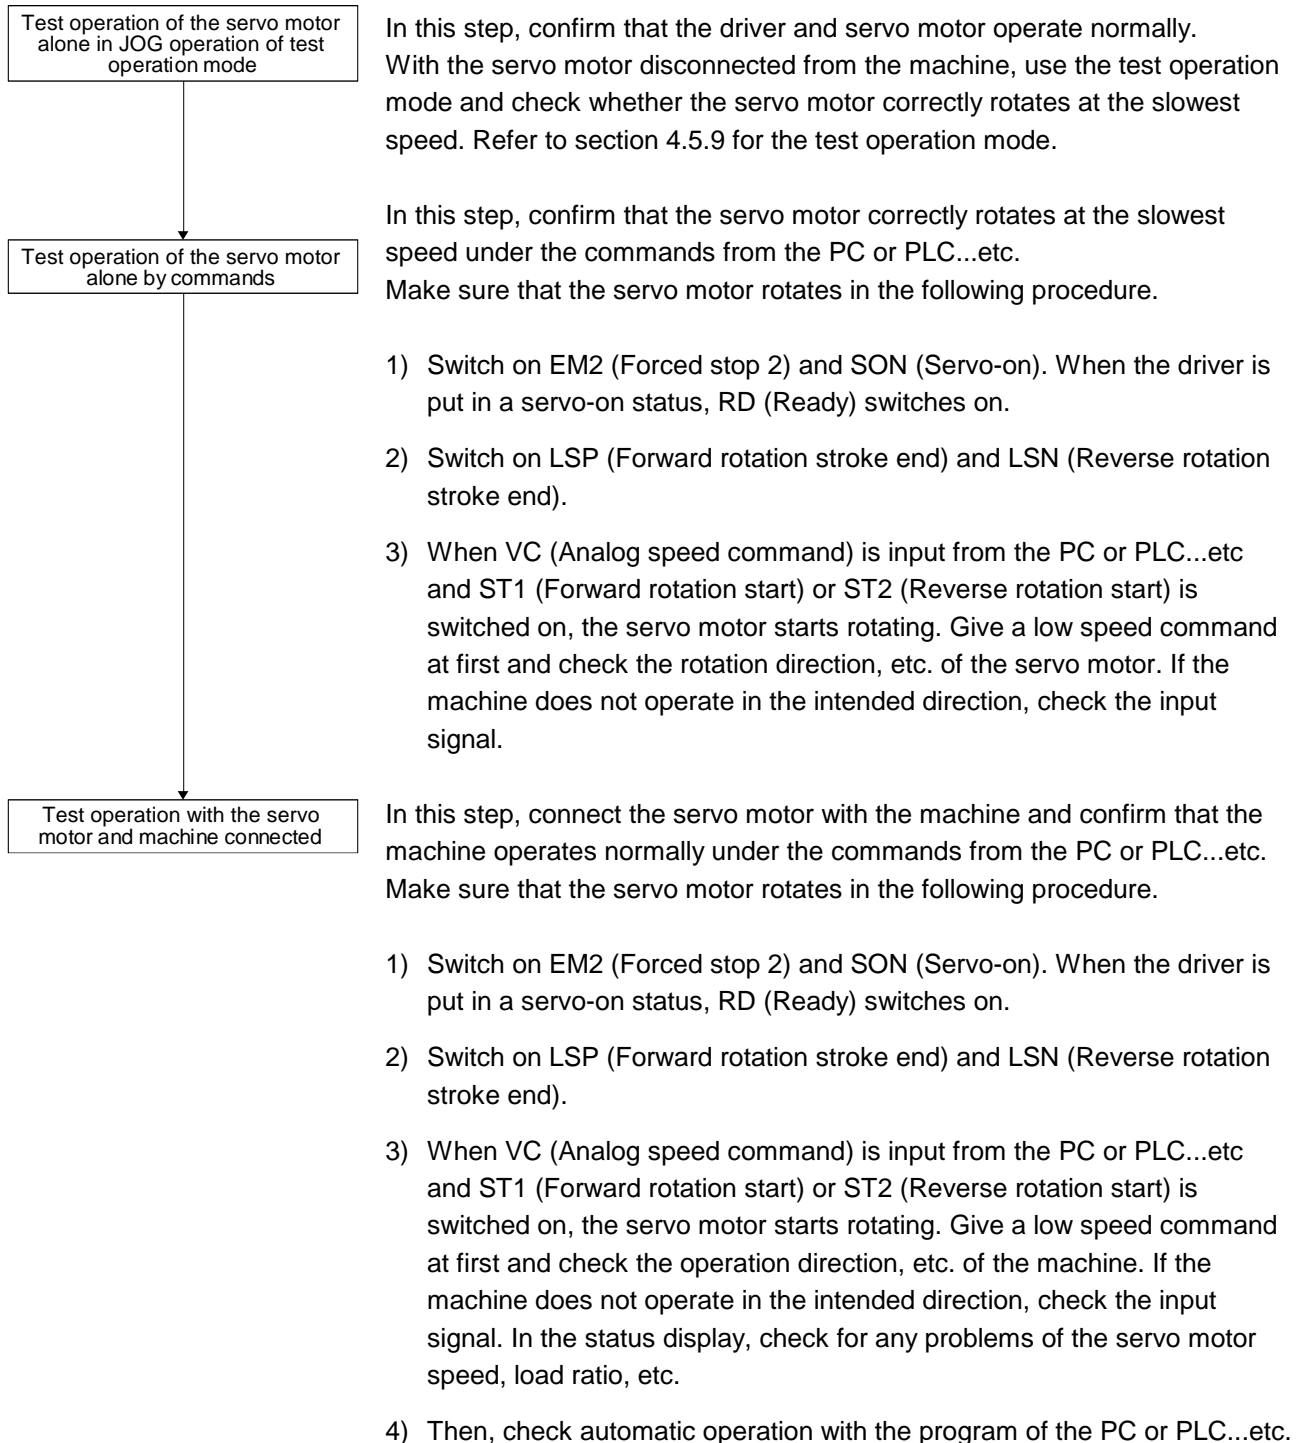 Test operation of the servo motor
alone in JOG operation of test
operation mode
In this step, confirm that the driver and servo motor operate normally.
With the servo motor disconnected from the machine, use the test operation
mode and check whether the servo motor correctly rotates at the slowest
speed. Refer to section 4.5.9 for the test operation mode.
Test operation of the servo motor
alone by commands
In this step, confirm that the servo motor correctly rotates at the slowest
speed under the commands from the PC or PLC...etc.
Make sure that the servo motor rotates in the following procedure.
1) Switch on EM2 (Forced stop 2) and SON (Servo-on). When the driver is
put in a servo-on status, RD (Ready) switches on.
2) Switch on LSP (Forward rotation stroke end) and LSN (Reverse rotation
stroke end).
3) When VC (Analog speed command) is input from the PC or PLC...etc
and ST1 (Forward rotation start) or ST2 (Reverse rotation start) is
switched on, the servo motor starts rotating. Give a low speed command
at first and check the rotation direction, etc. of the servo motor. If the
machine does not operate in the intended direction, check the input
signal.
Test operation with the servo
motor and machine connected
In this step, connect the servo motor with the machine and confirm that the
machine operates normally under the commands from the PC or PLC...etc.
Make sure that the servo motor rotates in the following procedure.
1) Switch on EM2 (Forced stop 2) and SON (Servo-on). When the driver is
put in a servo-on status, RD (Ready) switches on.
2) Switch on LSP (Forward rotation stroke end) and LSN (Reverse rotation
stroke end).
3) When VC (Analog speed command) is input from the PC or PLC...etc
and ST1 (Forward rotation start) or ST2 (Reverse rotation start) is
switched on, the servo motor starts rotating. Give a low speed command
at first and check the operation direction, etc. of the machine. If the
machine does not operate in the intended direction, check the input
signal. In the status display, check for any problems of the servo motor
speed, load ratio, etc.
4) Then, check automatic operation with the program of the PC or PLC...etc.